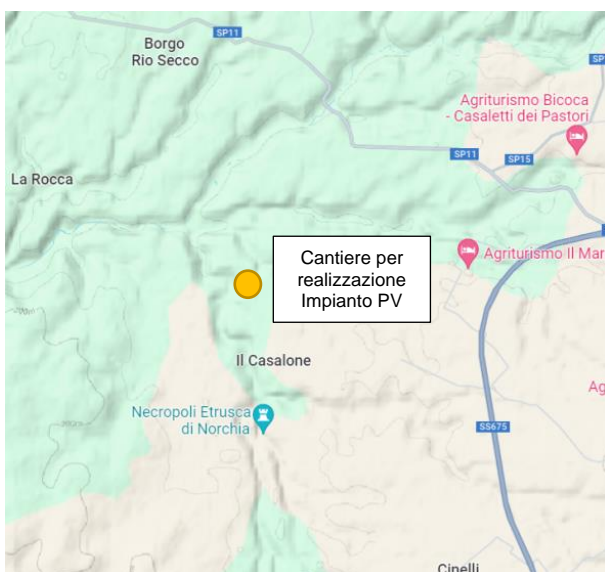 SP11
Borgo
Rio Secco
SP
Agriturismo Bicoca
- Casaletti dei Pastori
SP11
SP15
La Rocca
Cantiere per
realizzazione
Impianto PV
Agriturismo Il Mar
Il Casalone
Ag
Necropoli Etrusca
di Norchia
SS675
Cinelli